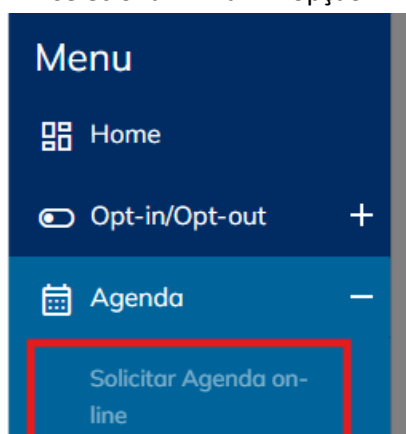 Menu
Home
Opt-in/Opt-out
Agenda
Solicitar Agenda on-
line